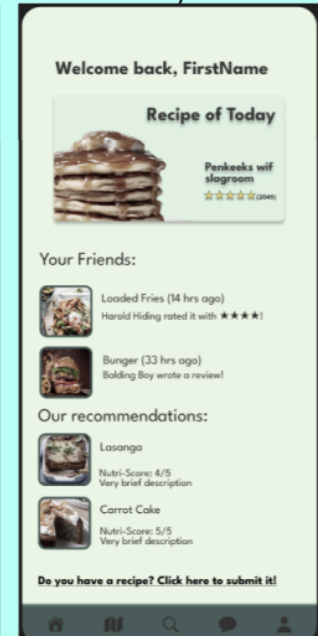 Welcome back, FirstName
Recipe of Today
Penkeeks wif
slagroom
(2045)
Your Friends:
Loaded Fries (14 hrs ago)
Harold Hiding rated it with ★★★★!
Bunger (33 hrs ago)
Balding Boy wrote a review!
Our recommendations:
Lasanga
Nutri-Score: 4/5
Very brief description
Carrot Cake
Nutri-Score: 5/5
Very brief description
Do you have a recipe? Click here to submit it!